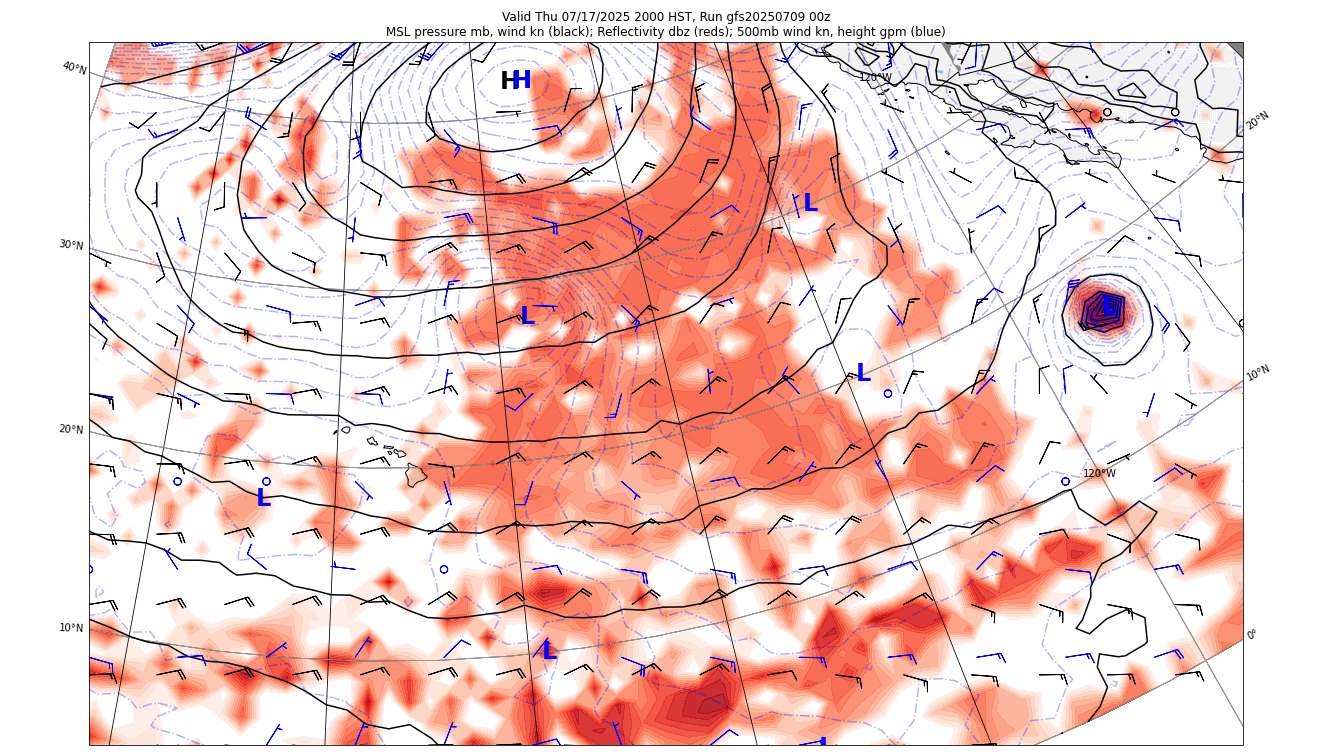 Valid Thu 07/17/2025 2000 HST, Run gfs20250709 00z
MSL pressure mb, wind kn (black); Reflectivity dbz (reds); 500mb wind kn, height gpm (blue)
40°N
H H
120°W
20°N
L
30°N
L
L
L
10°N
20°N
120°W
L
10°N
L
0°
L